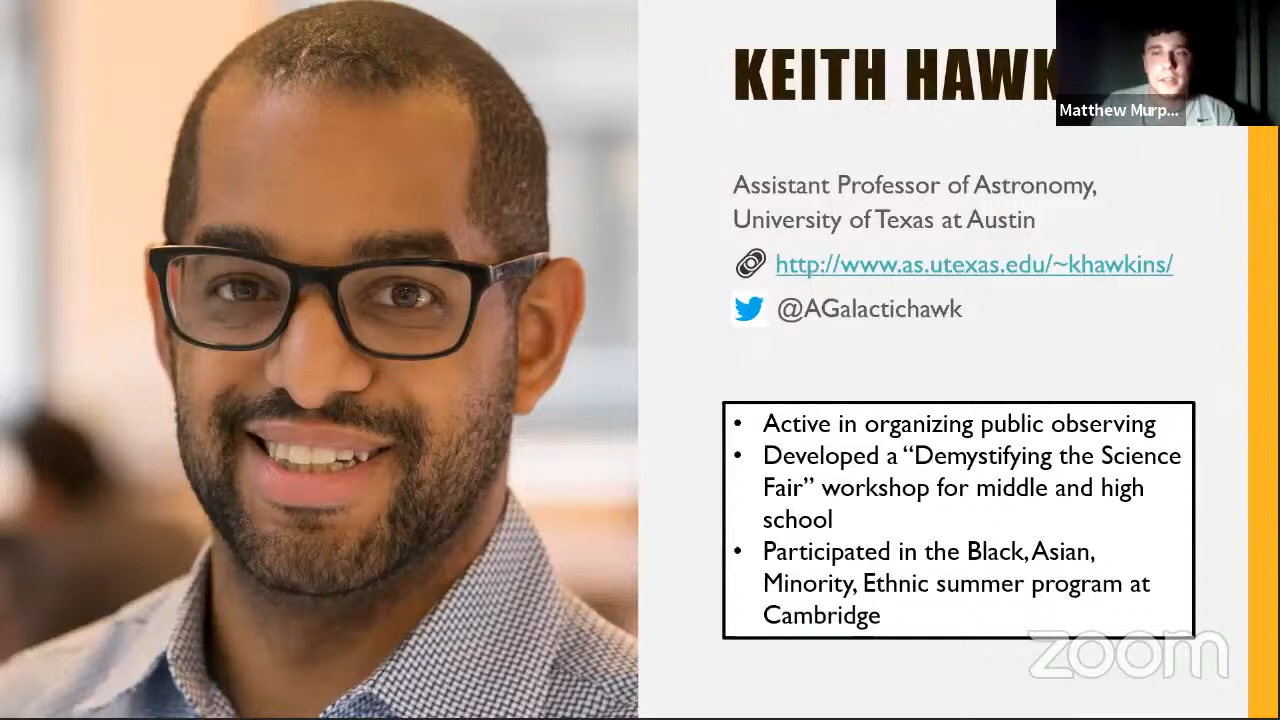 KEITH HAWK
Matthew Murp...
Assistant Professor of Astronomy,
University of Texas at Austin
http://www.as.utexas.edu/~khawkins/
@AGalactichawk
• Active in organizing public observing
• Developed a “Demystifying the Science
Fair” workshop for middle and high
school
• Participated in the Black, Asian,
Minority, Ethnic summer program at
Cambridge
zoom